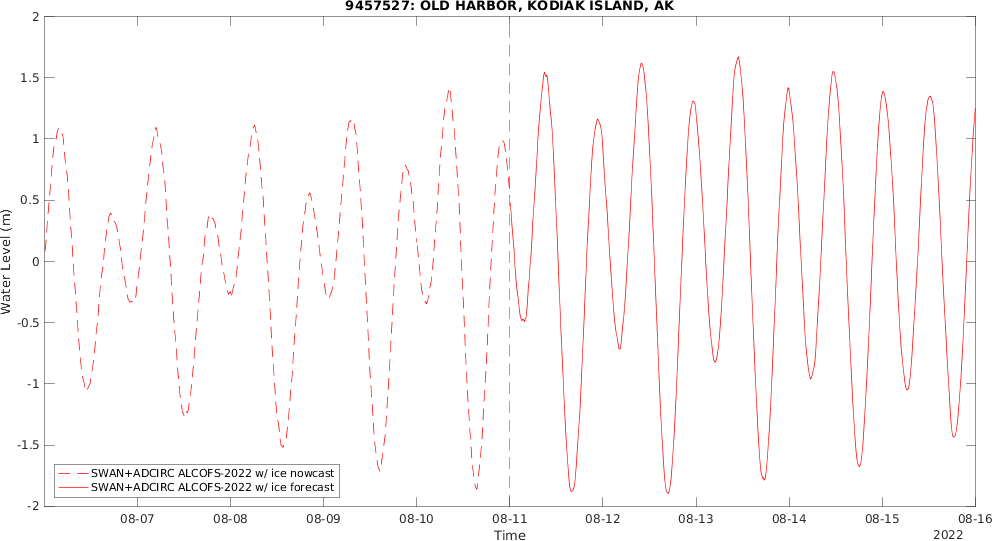 9457527: OLD HARBOR, KODIAK ISLAND, AK
2
1.5
1
0.5
0
-0.5
-1
-1.5
-2
Water Level (m)
SWAN+ADCIRC ALCOFS-2022 w/ ice nowcast
SWAN+ADCIRC ALCOFS-2022 w/ ice forecast
08-07 08-08 08-09 08-10 08-11 08-12 08-13 08-14 08-15 08-16
Time
2022